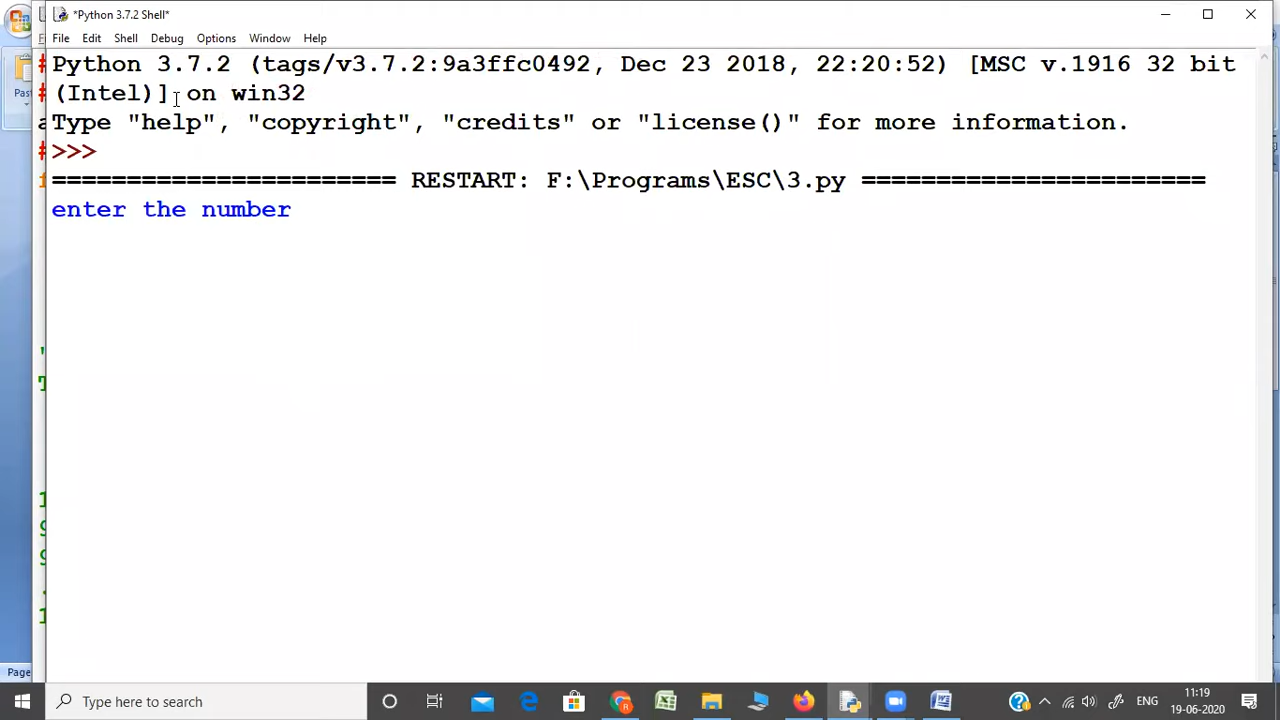 *Python 3.7.2 Shell*
File Edit Shell Debug Options Window Help
Python 3.7.2 (tags/v3.7.2:9a3ffc0492, Dec 23 2018, 22:20:52) [MSC v.1916 32 bit
(Intel)] on win32
Type "help", "copyright", "credits" or "license()" for more information.
>>>
======================= RESTART: F:\Programs\ESC\3.py =======================
enter the number
Page
Type here to search
ENG
11:19
19-06-2020